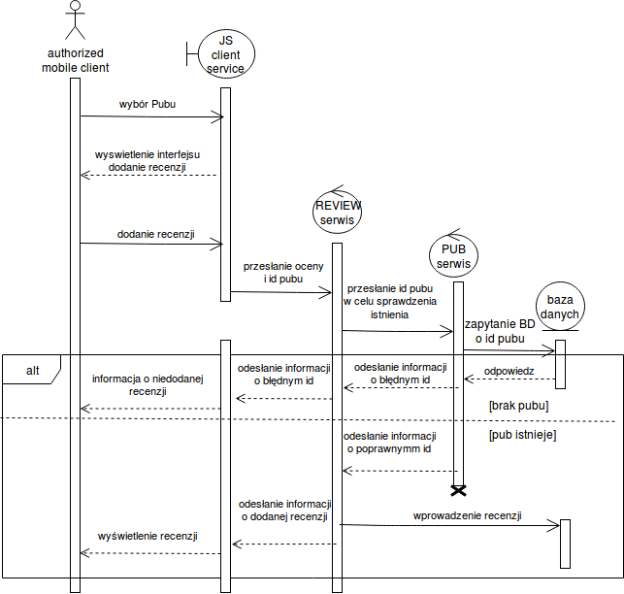 authorized
mobile client
JS
client
service
wybór Pubu
wyswietlenie interfejsu
dodanie recenzji
REVIEW
serwis
dodanie recenzji
PUB
serwis
przesłanie oceny
i id pubu
przesłanie id pubu
w celu sprawdzenia
istnienia
baza
danych
zapytanie BD
o id pubu
alt
informacja o niedodanej
recenzji
odesłanie informacji
o błędnym id
odesłanie informacji
o błędnym id
odpowiedz
[brak pubu]
[pub istnieje]
odesłanie informacji
o poprawnymm id
odesłanie informacji
o dodanej recenzji
wprowadzenie recenzji
wyświetlenie recenzji